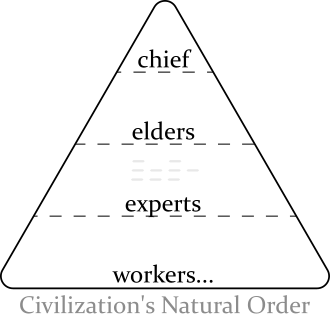 chief
elders
experts
workers...
Civilization's Natural Order